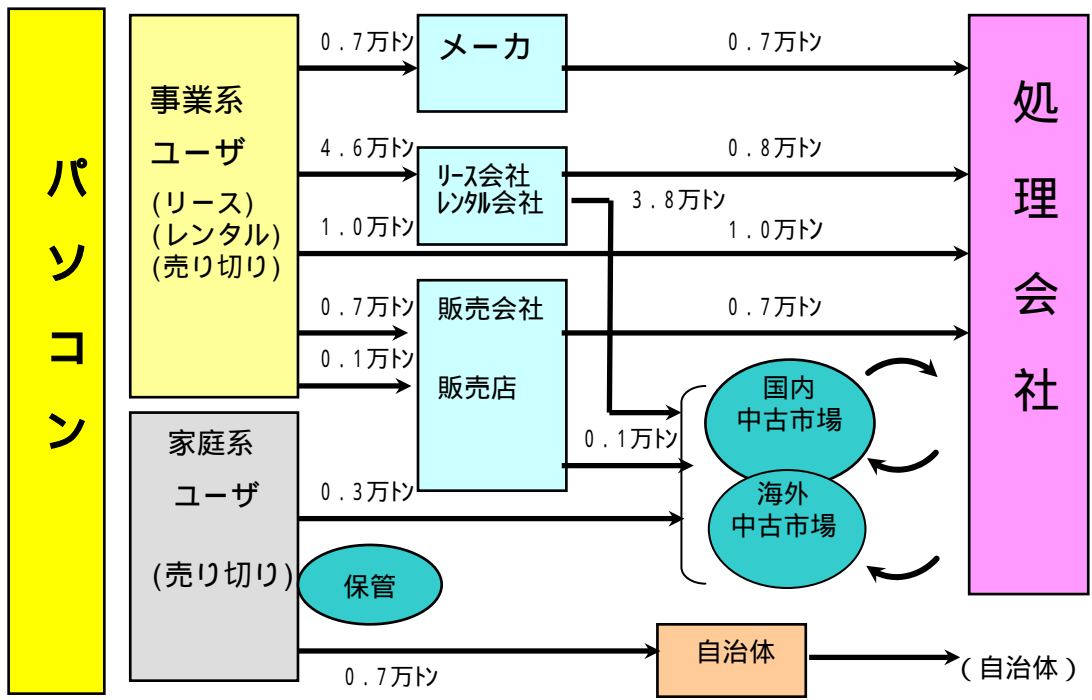 パソコン
事業系
ユーザ
(リース)
(レンタル)
(売り切り)
家庭系
ユーザ
(売り切り)
0.7万トン
メーカ
0.7万トン
4.6万トン
リース会社
レンタル会社
0.8万トン
3.8万トン
1.0万トン
1.0万トン
0.7万トン
販売会社
0.7万トン
0.1万トン
販売店
0.1万トン
国内
中古市場
海外
中古市場
0.3万トン
保管
0.7万トン
自治体
(自治体)
処理会社